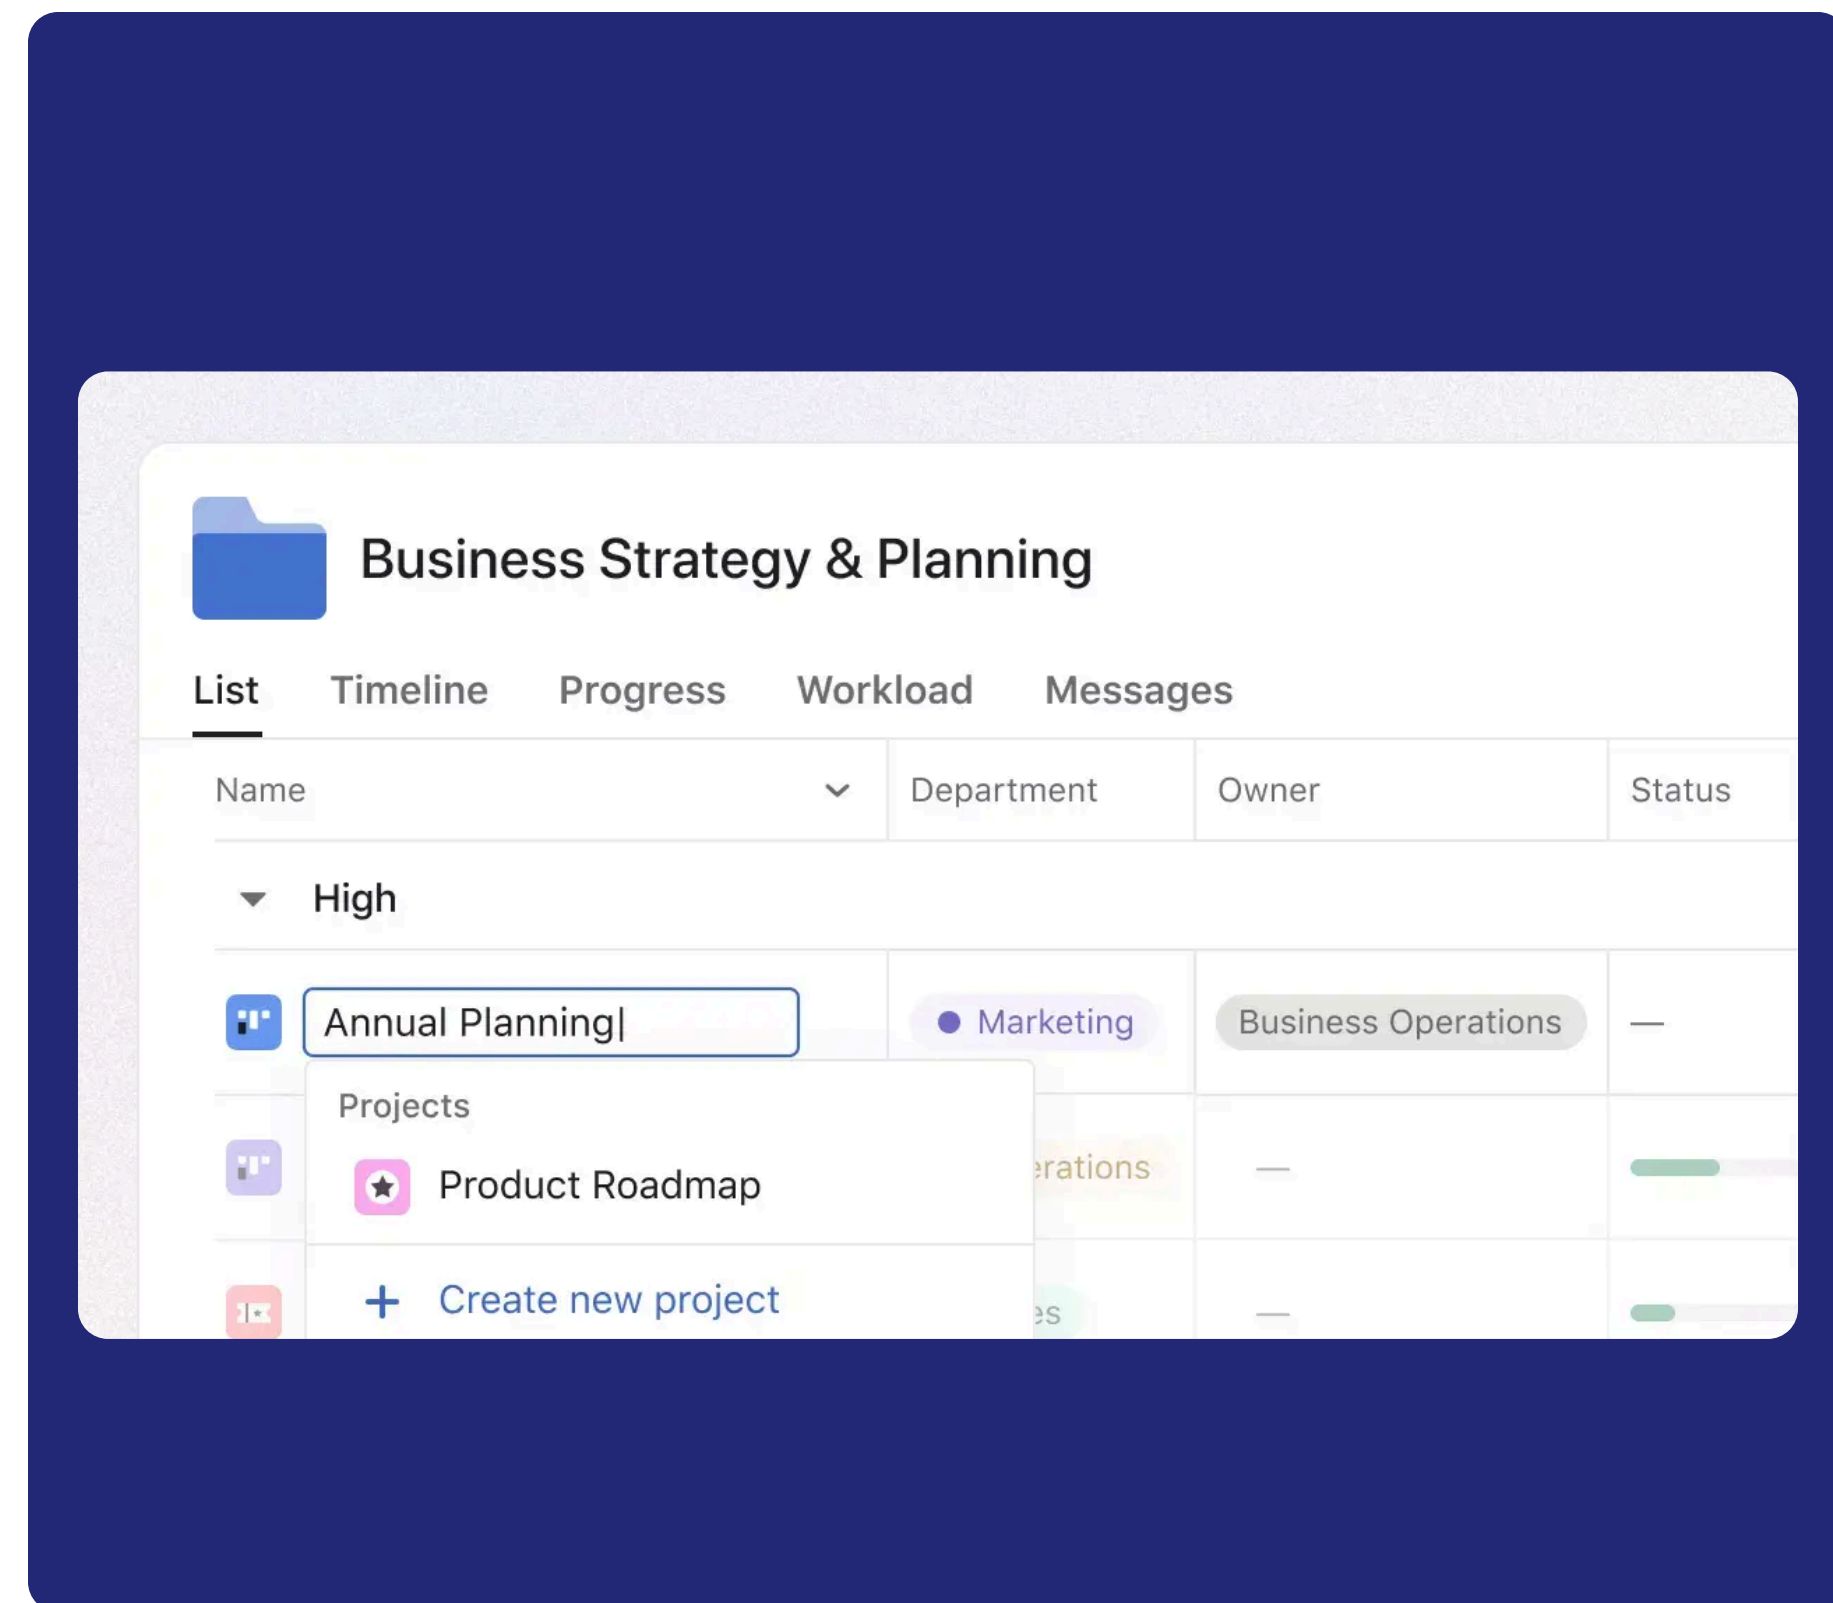 Business Strategy & Planning
List Timeline Progress Workload Messages
Name Department Owner Status
High
Annual Planning Marketing Business Operations —
Projects
Product Roadmap
—
Create new project
—